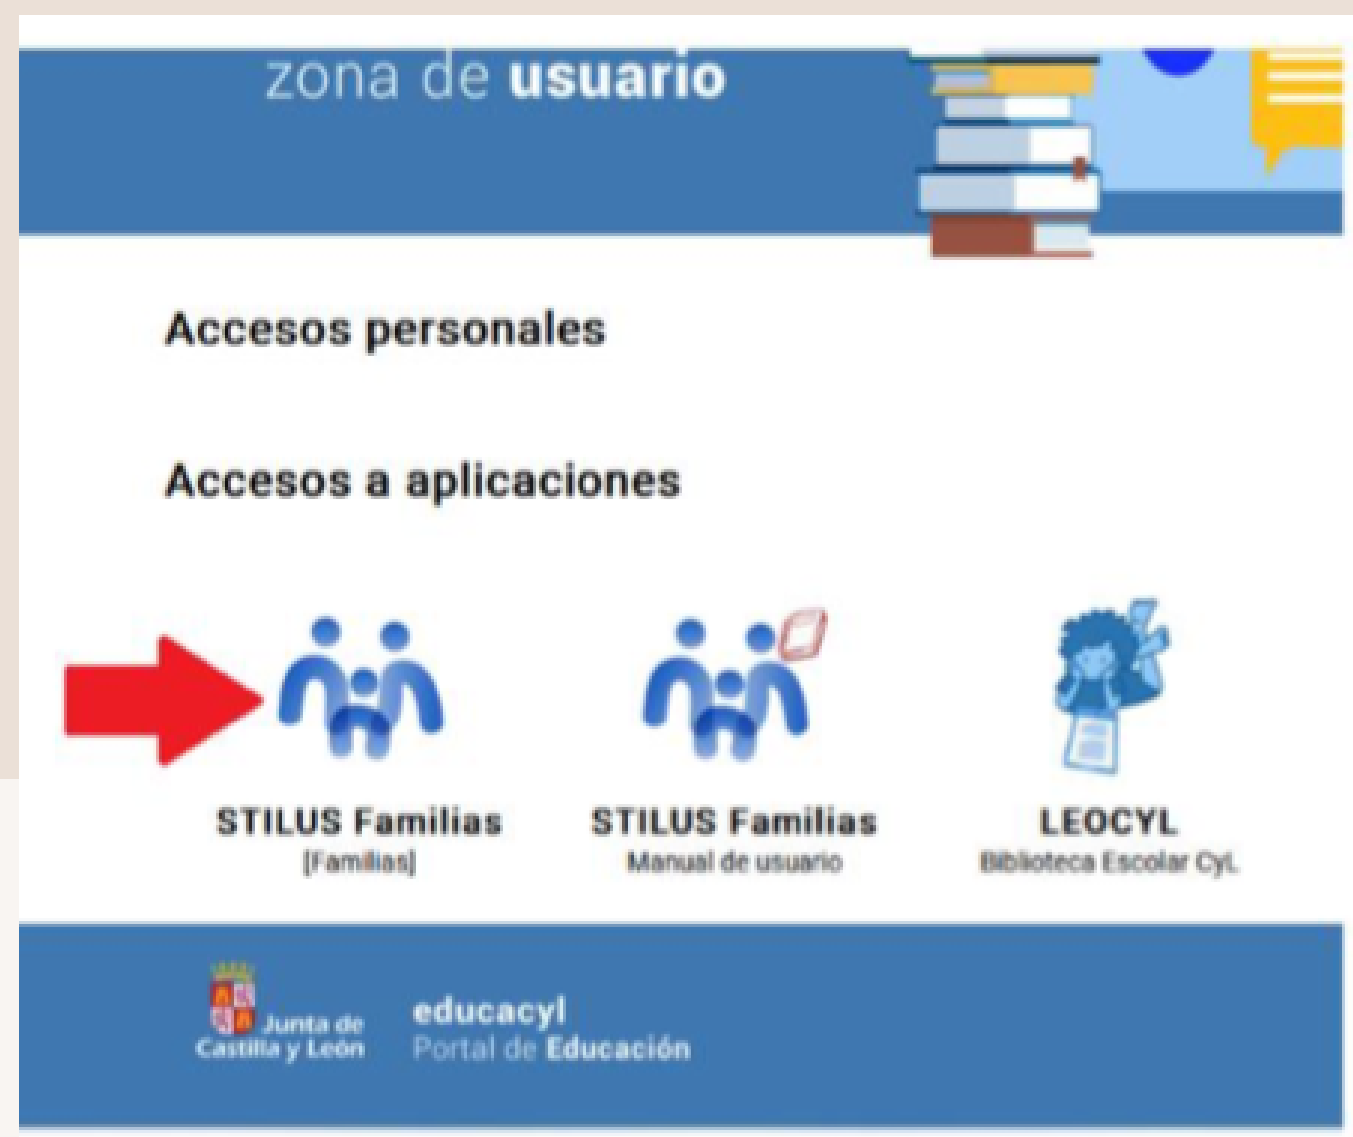 zona de usuario
Accesos personales
Accesos a aplicaciones
STILUS Familias
[Familias]
STILUS Familias
Manual de usuario
LEOCYL
Biblioteca Escolar CyL
Junta de
Castilla y León
educacyl
Portal de Educación